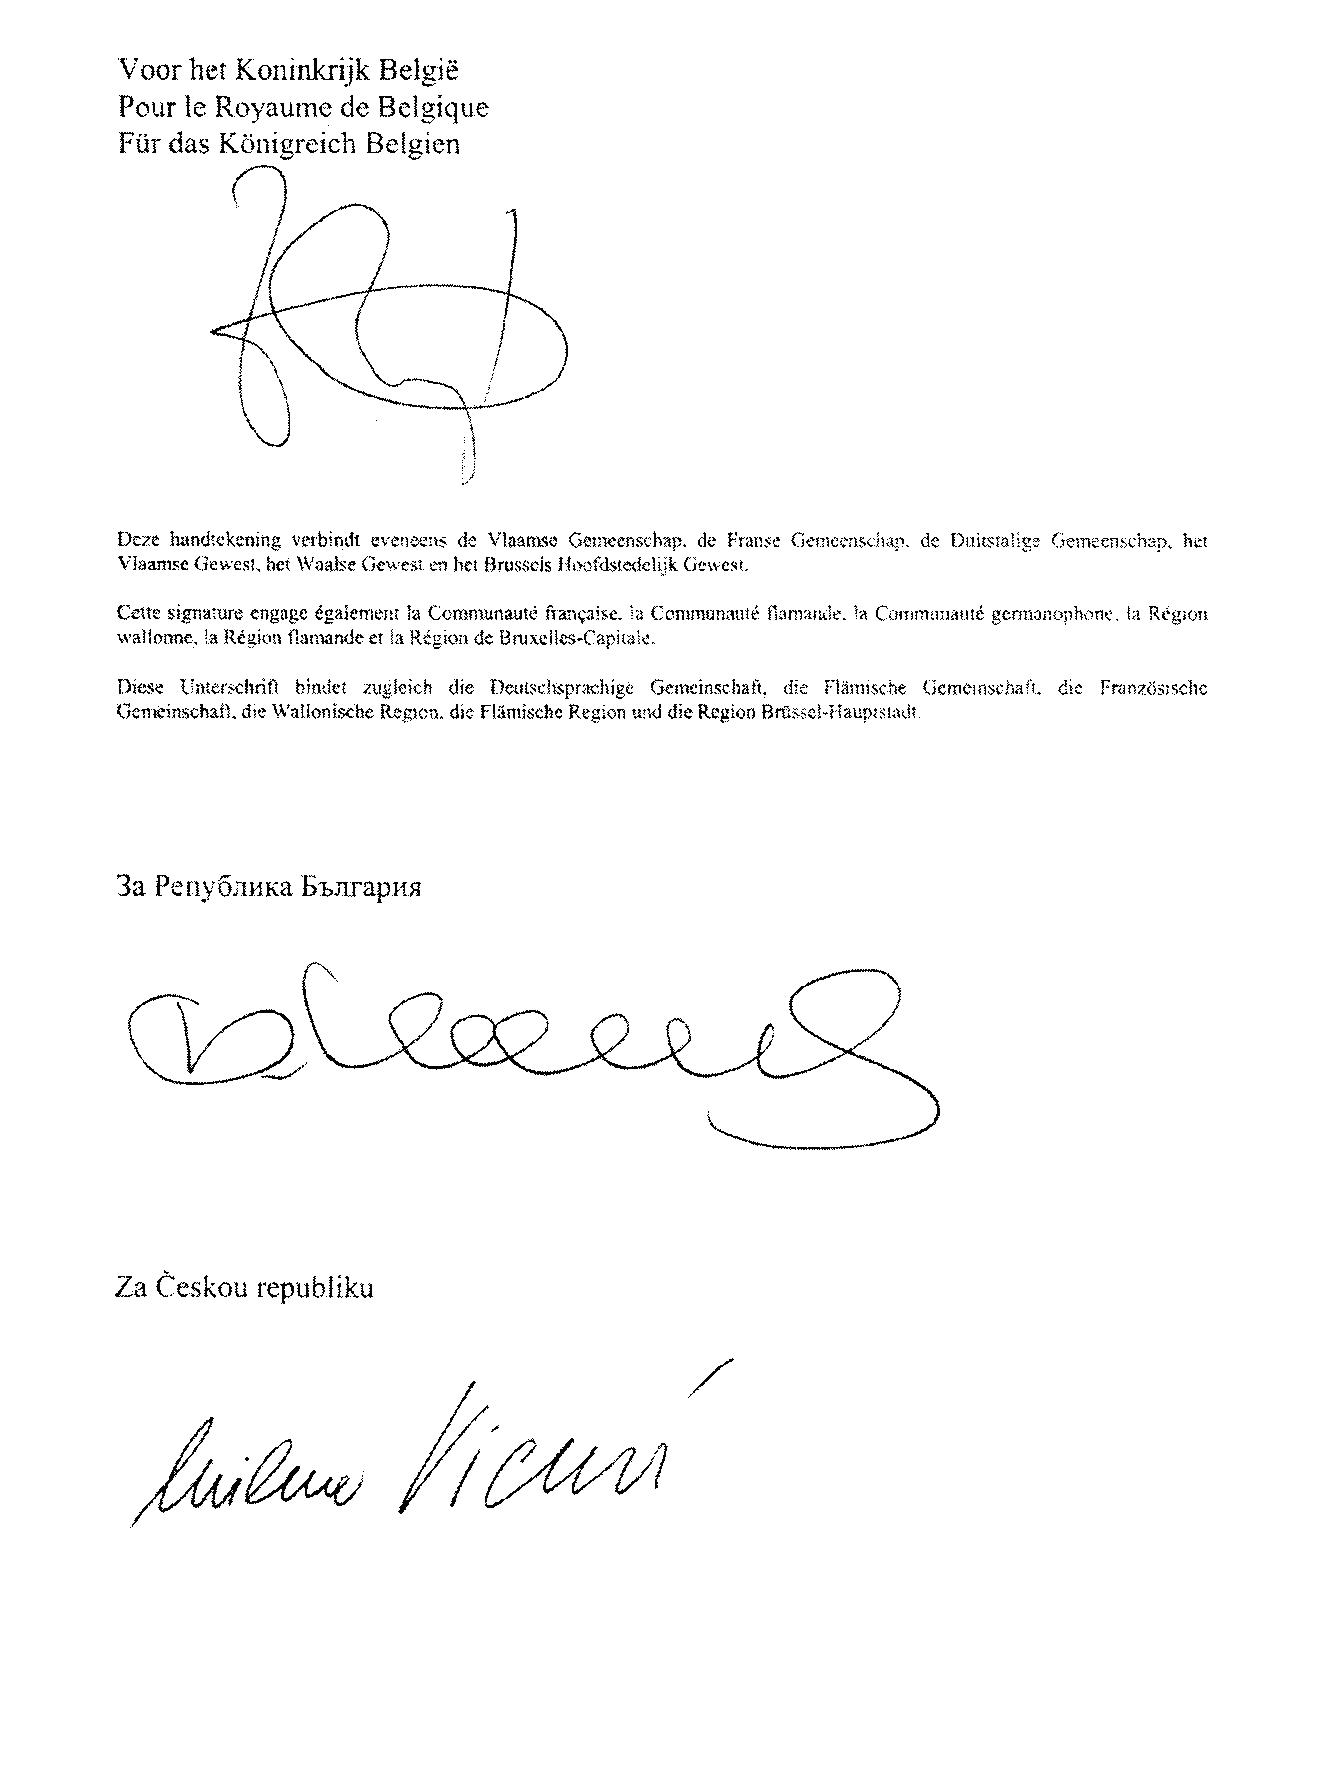 Voor het Koninkrijk België
Pour le Royaume de Belgique
Für das Königreich Belgien
Deze handtekening verbindt eveneens de Vlaamse Gemeenschap, de Franse Gemeenschap, de Duitstalige Gemeenschap, het
Vlaamse Gewest, het Waalse Gewest en het Brussels Hoofdstedelijk Gewest.
Cette signature engage également la Communauté française, la Communauté flamande, la Communauté germanophone, la Région
wallonne, la Région flamande et la Région de Bruxelles-Capitale.
Diese Unterschrift bindet zugleich die Deutschsprachige Gemeinschaft, die Flämische Gemeinschaft, die Französische
Gemeinschaft, die Wallonische Region, die Flämische Region und die Region Brüssel-Hauptstadt.
За Република България
Za Českou republiku